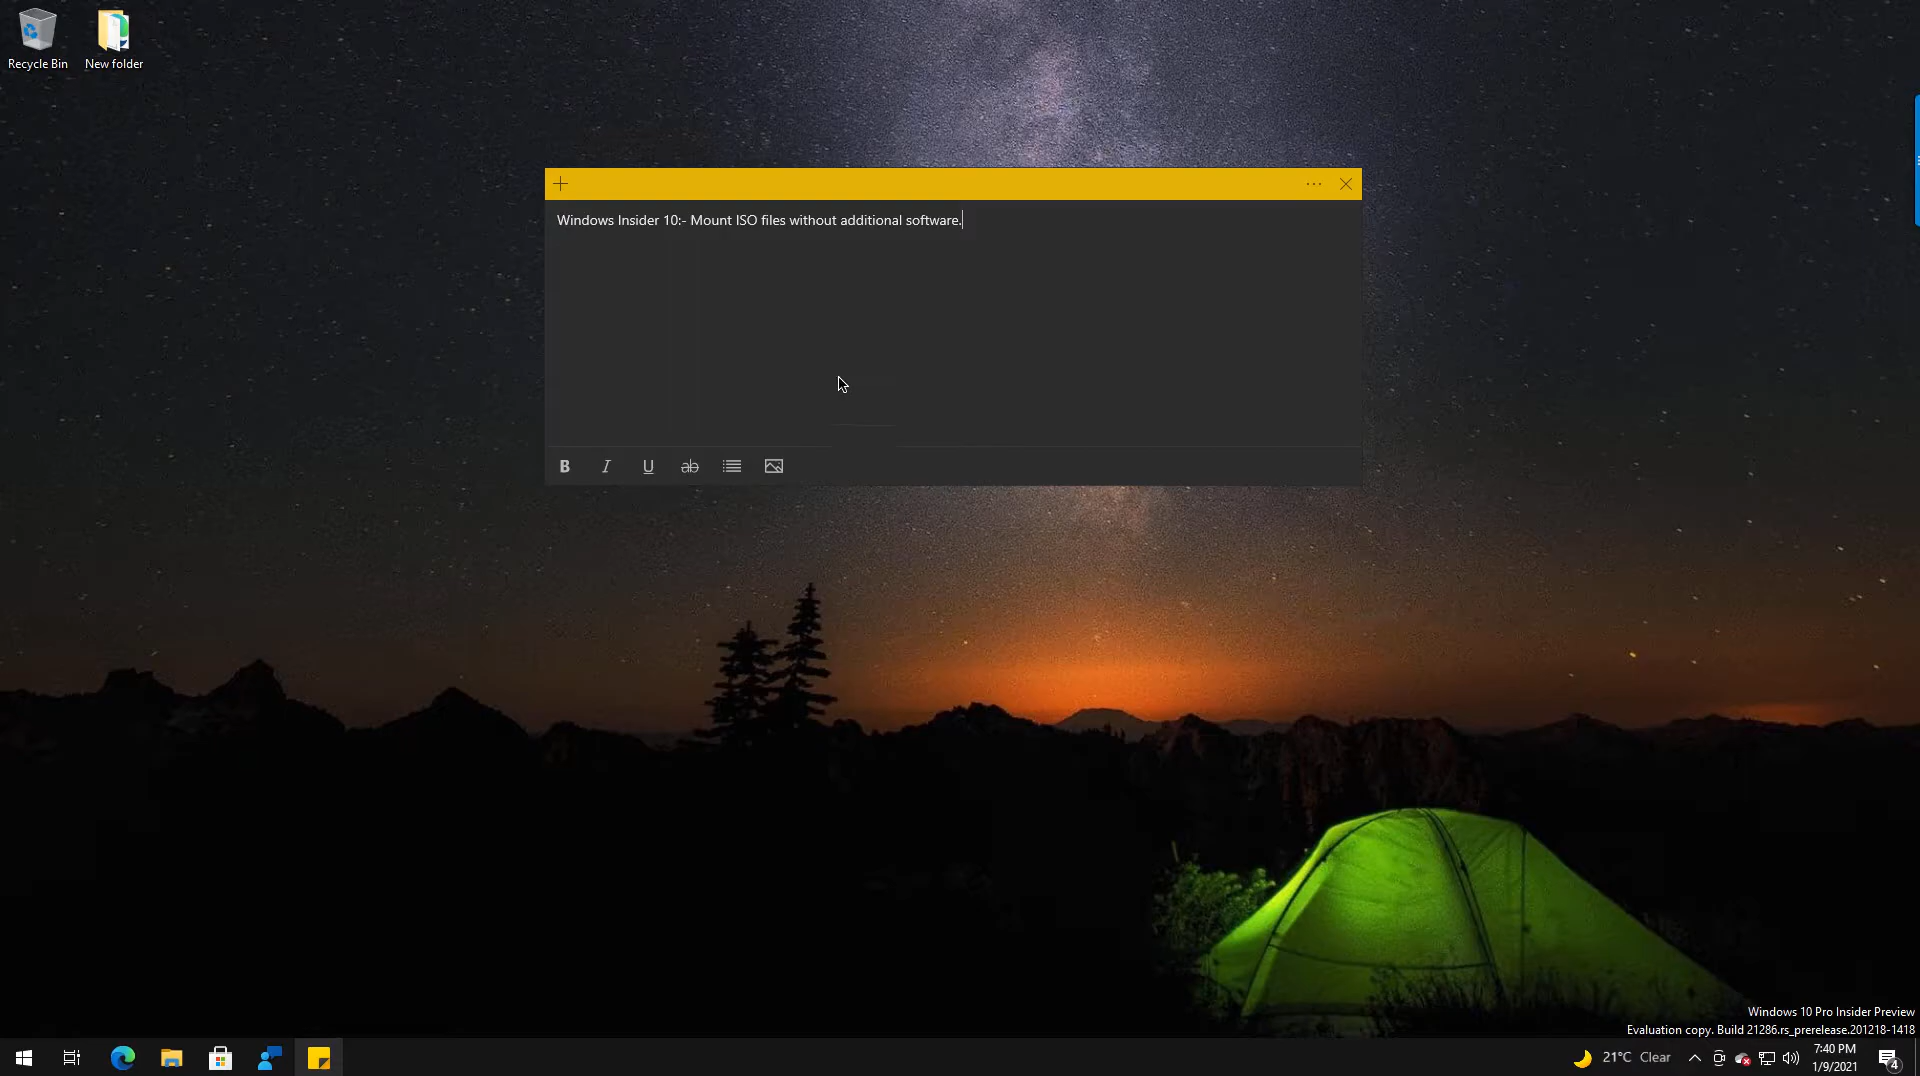 Recycle Bin
New folder
Windows Insider 10:- Mount ISO files without additional software.
B I U ab
Windows 10 Pro Insider Preview
Evaluation copy. Build 21286.rs_prerelease.201218-1418
21°C Clear
7:40 PM
1/9/2021
4